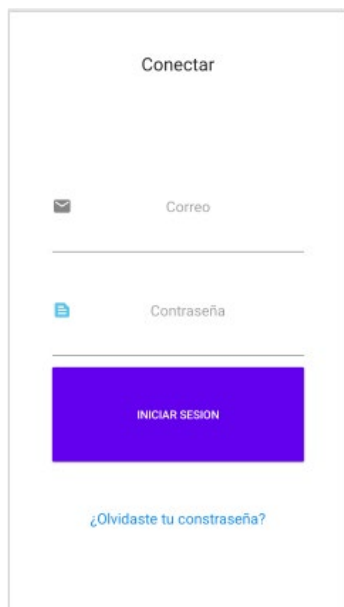 Conectar
Correo
Contraseña
INICIAR SESION
¿Olvidaste tu constraseña?